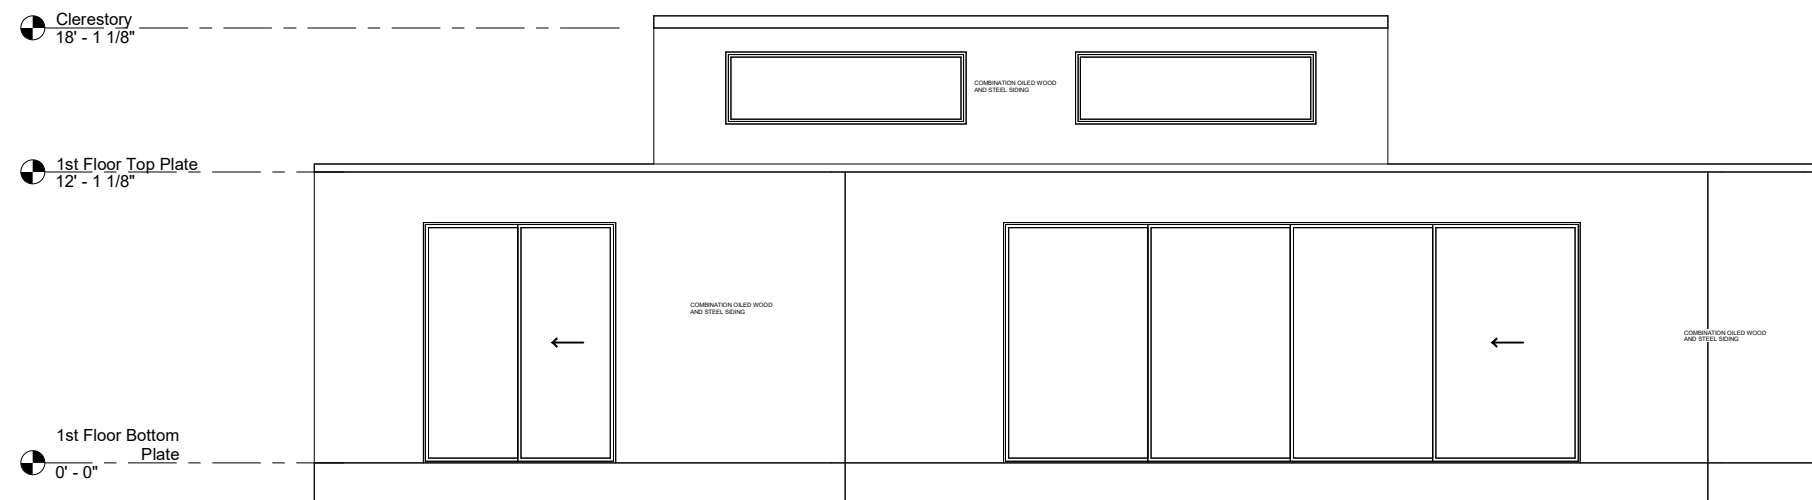 Clerestory
18' - 1 1/8"
COMBINATION OILED WOOD
AND STEEL SIDING
1st Floor Top Plate
12' - 1 1/8"
COMBINATION OILED WOOD
AND STEEL SIDING
COMBINATION OILED WOOD
AND STEEL SIDING
1st Floor Bottom
Plate
0' - 0"